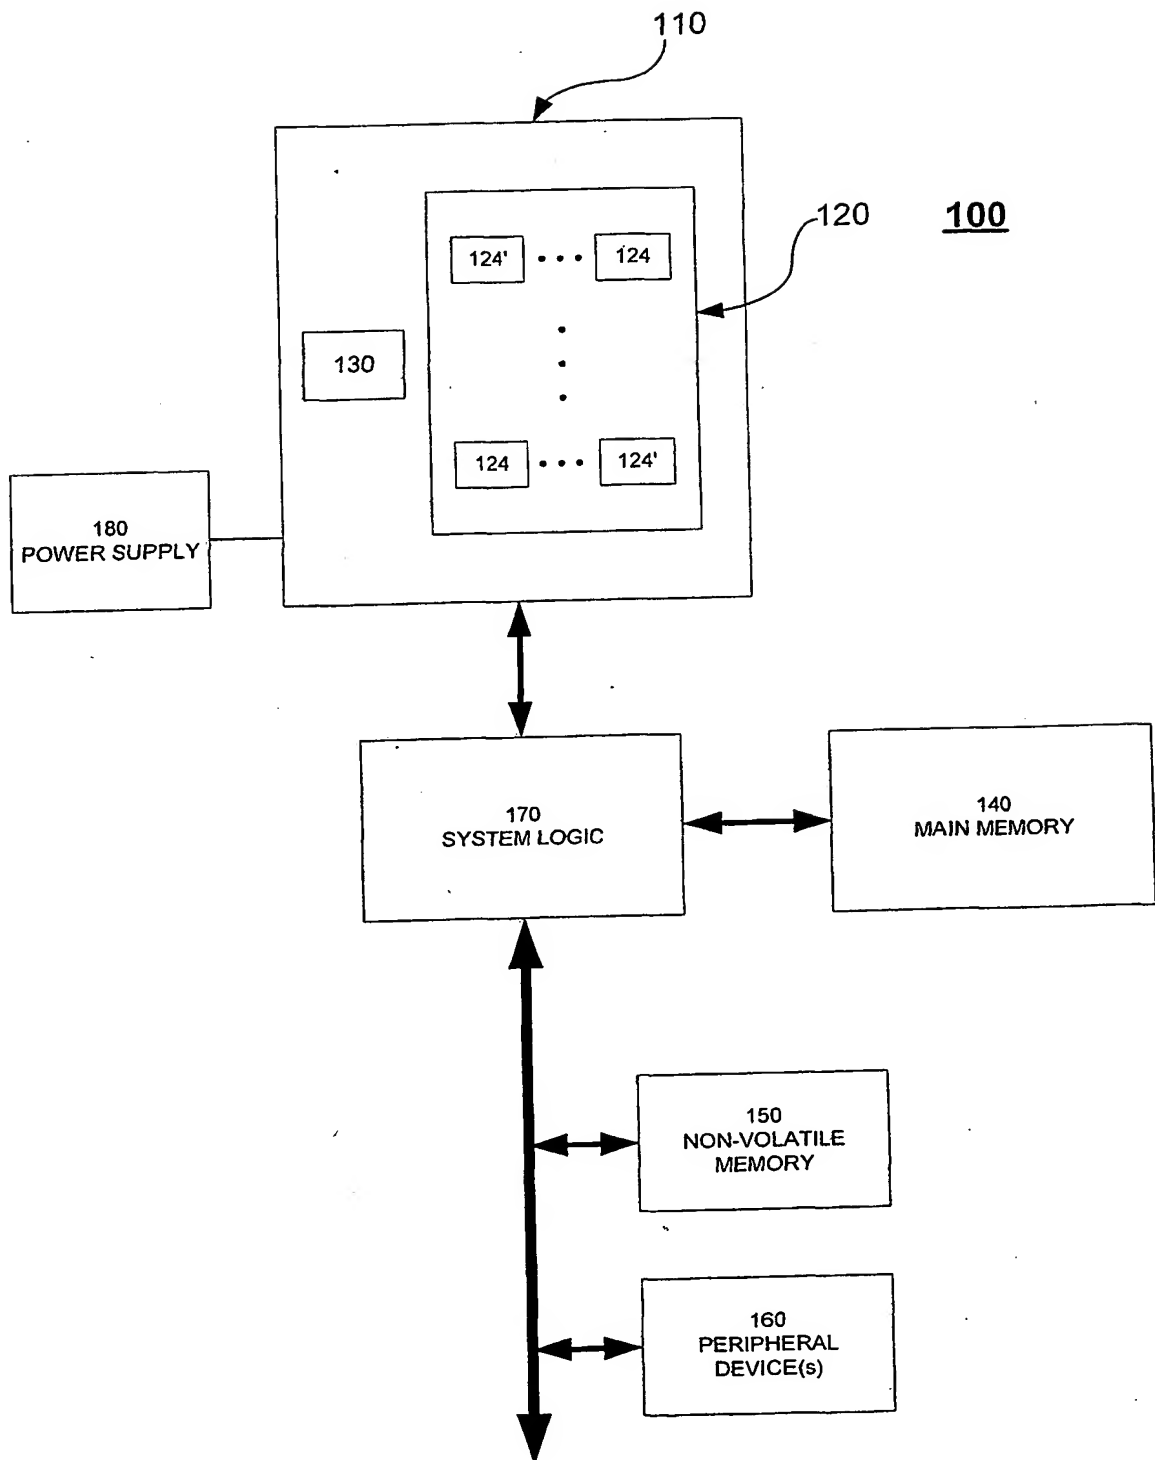 110
120
100
124'
124
130
124
124'
180
POWER SUPPLY
170
SYSTEM LOGIC
140
MAIN MEMORY
150
NON-VOLATILE
MEMORY
160
PERIPHERAL
DEVICE(s)